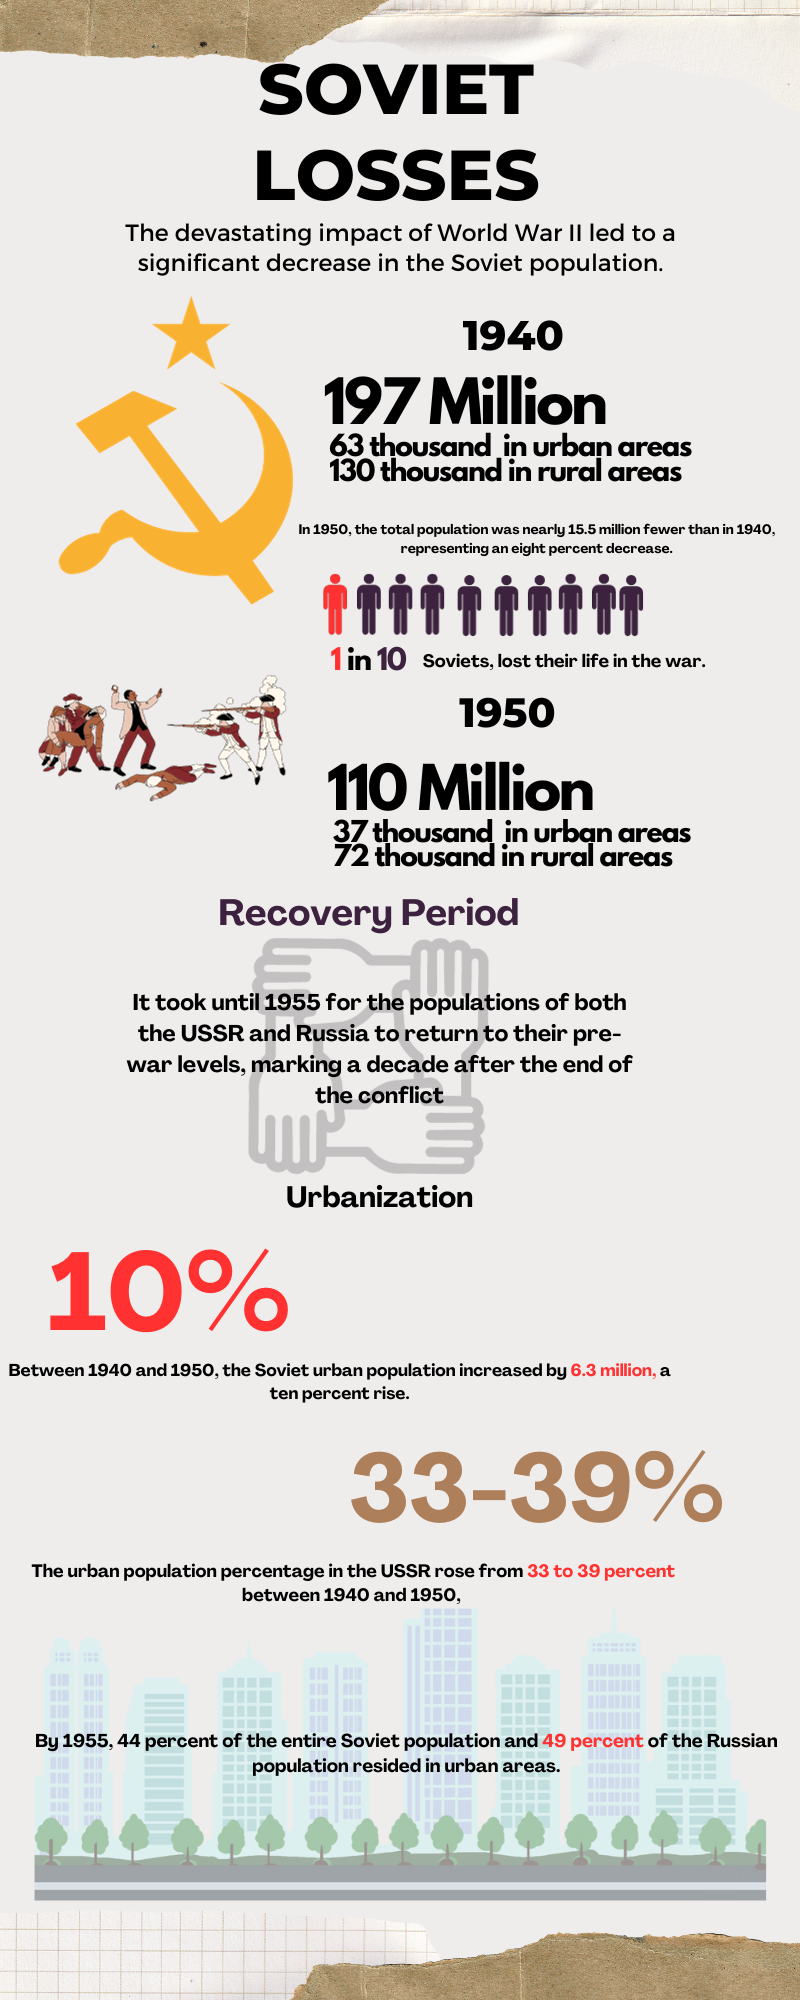 SOVIET
LOSSES
The devastating impact of World War II led to a
significant decrease in the Soviet population.
1940
197 Million
63 thousand in urban areas
130 thousand in rural areas
In 1950, the total population was nearly 15.5 million fewer than in 1940,
representing an eight percent decrease.
1 in 10 Soviets, lost their life in the war.
1950
110 Million
37 thousand in urban areas
72 thousand in rural areas
Recovery Period
It took until 1955 for the populations of both
the USSR and Russia to return to their pre-
war levels, marking a decade after the end of
the conflict
Urbanization
10%
Between 1940 and 1950, the Soviet urban population increased by 6.3 million, a
ten percent rise.
33-39%
The urban population percentage in the USSR rose from 33 to 39 percent
between 1940 and 1950,
By 1955, 44 percent of the entire Soviet population and 49 percent of the Russian
population resided in urban areas.